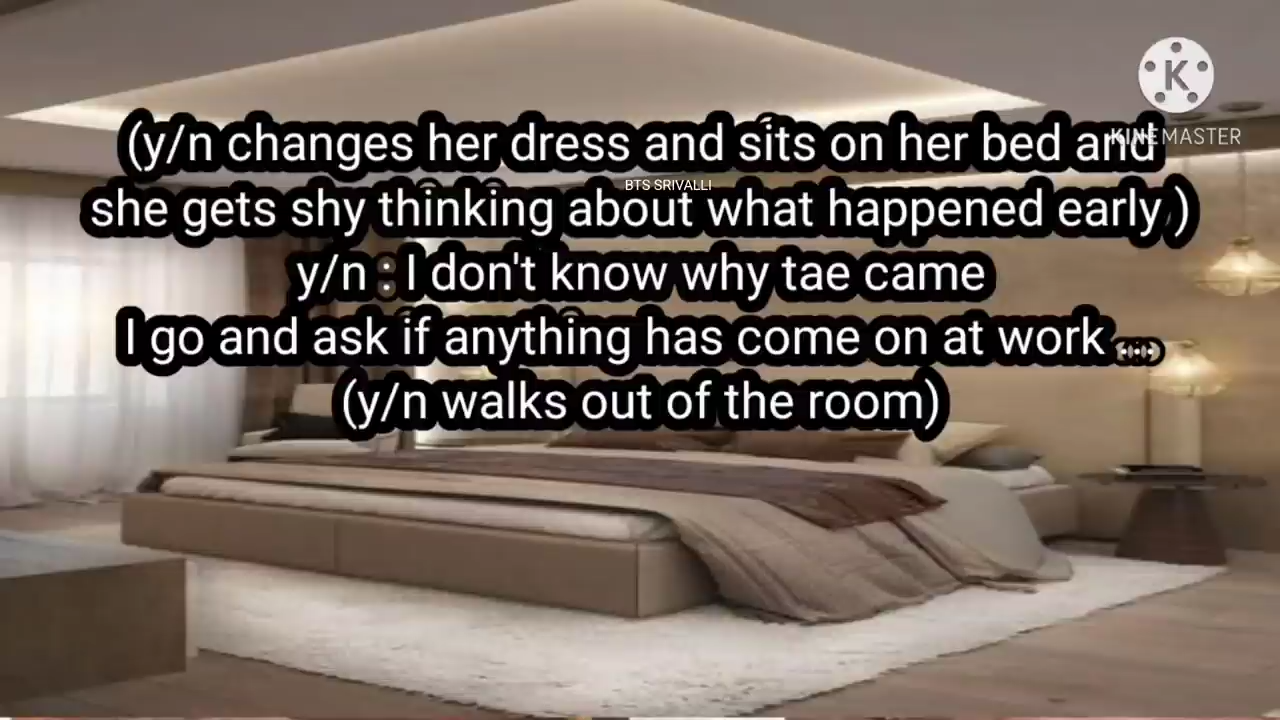 (y/n changes her dress and sits on her bed and
KINEMASTER
BTS SRIVALLI
she gets shy thinking about what happened early )
y/n : I don't know why tae came
I go and ask if anything has come on at work ....
(y/n walks out of the room)